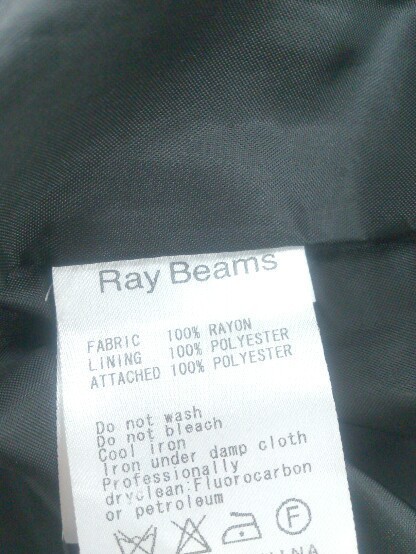 Ray Beams
FABRIC 100% RAYON
LINING 100% POLYESTER
ATTACHED 100% POLYESTER
Do not wash
Do not bleach
Cool iron
Iron under damp cloth
Professionally
dryclean:Fluorocarbon
or petroleum
F